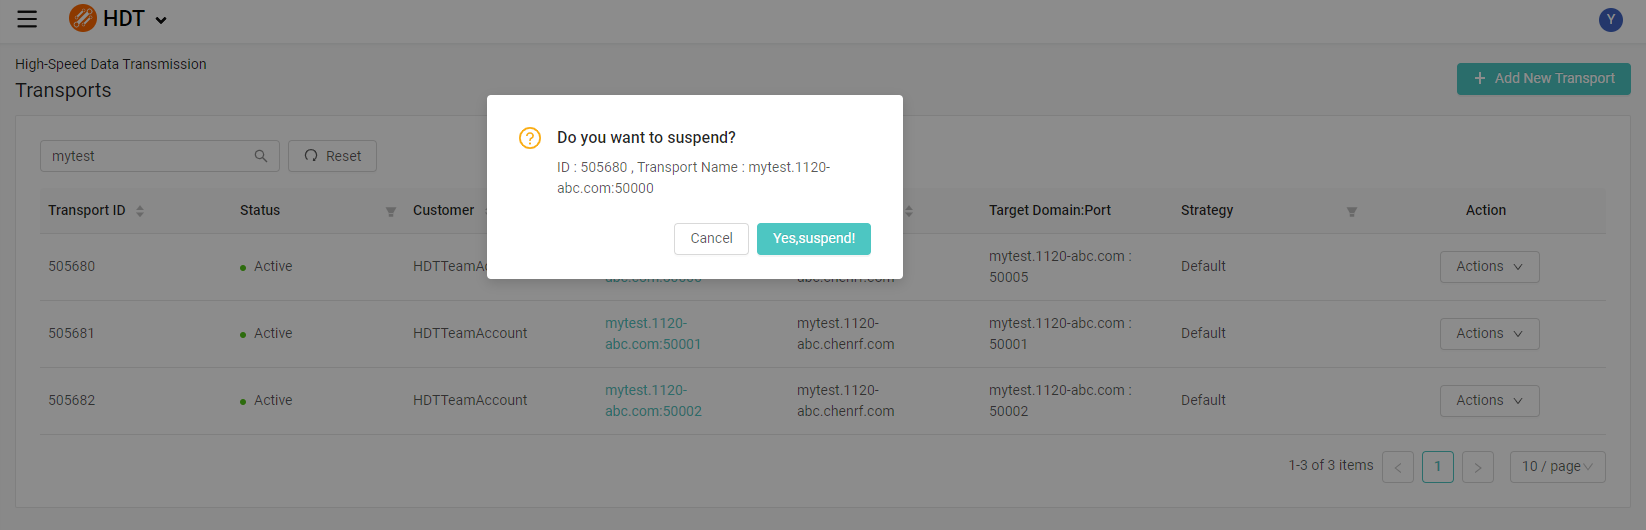 HDT
Y
High-Speed Data Transmission
Transports
Add New Transport
Do you want to suspend?
ID : 505680 , Transport Name : mytest.1120-
abc.com:50000
Cancel
Yes,suspend!
mytest
Reset
Transport ID
Status
Customer
Target Domain:Port
Strategy
Action
505680
Active
HDTTeamAc
mytest.1120-abc.com :
50005
Default
Actions
505681
Active
HDTTeamAccount
mytest.1120-
abc.com:50001
mytest.1120-
abc.chenrf.com
mytest.1120-abc.com :
50001
Default
Actions
505682
Active
HDTTeamAccount
mytest.1120-
abc.com:50002
mytest.1120-
abc.chenrf.com
mytest.1120-abc.com :
50002
Default
Actions
1-3 of 3 items
1
10 / page